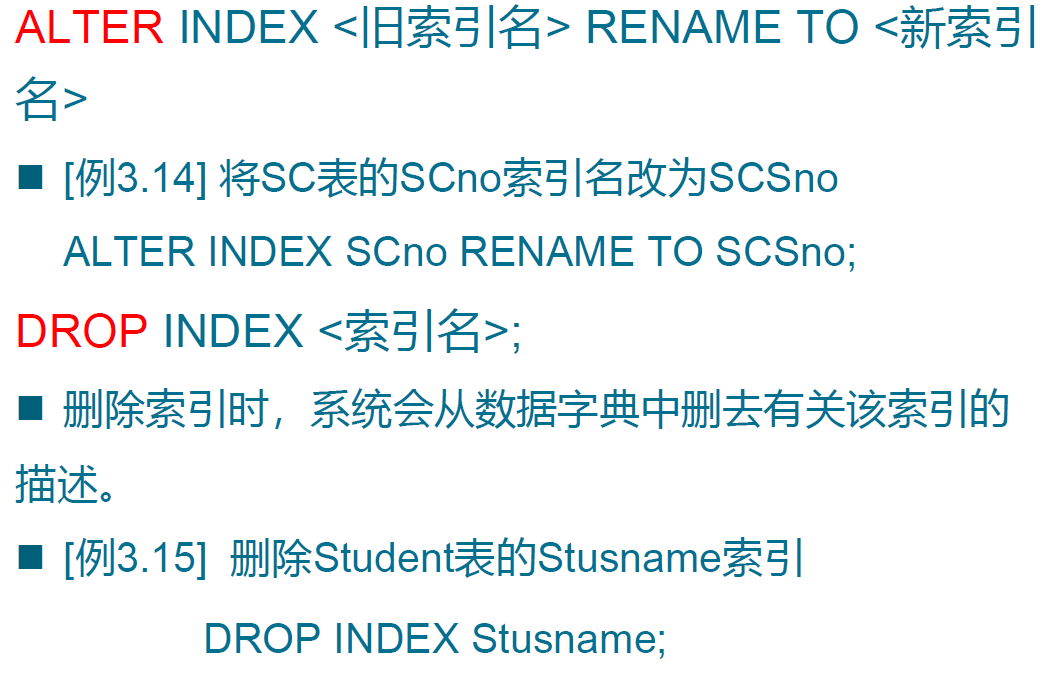 ALTER INDEX <旧索引名> RENAME TO <新索引
名>
■ [例3.14] 将SC表的SCno索引名改为SCSno
ALTER INDEX SCno RENAME TO SCSno;
DROP INDEX <索引名>;
■ 删除索引时，系统会从数据字典中删去有关该索引的
描述。
■ [例3.15] 删除Student表的Stusname索引
DROP INDEX Stusname;